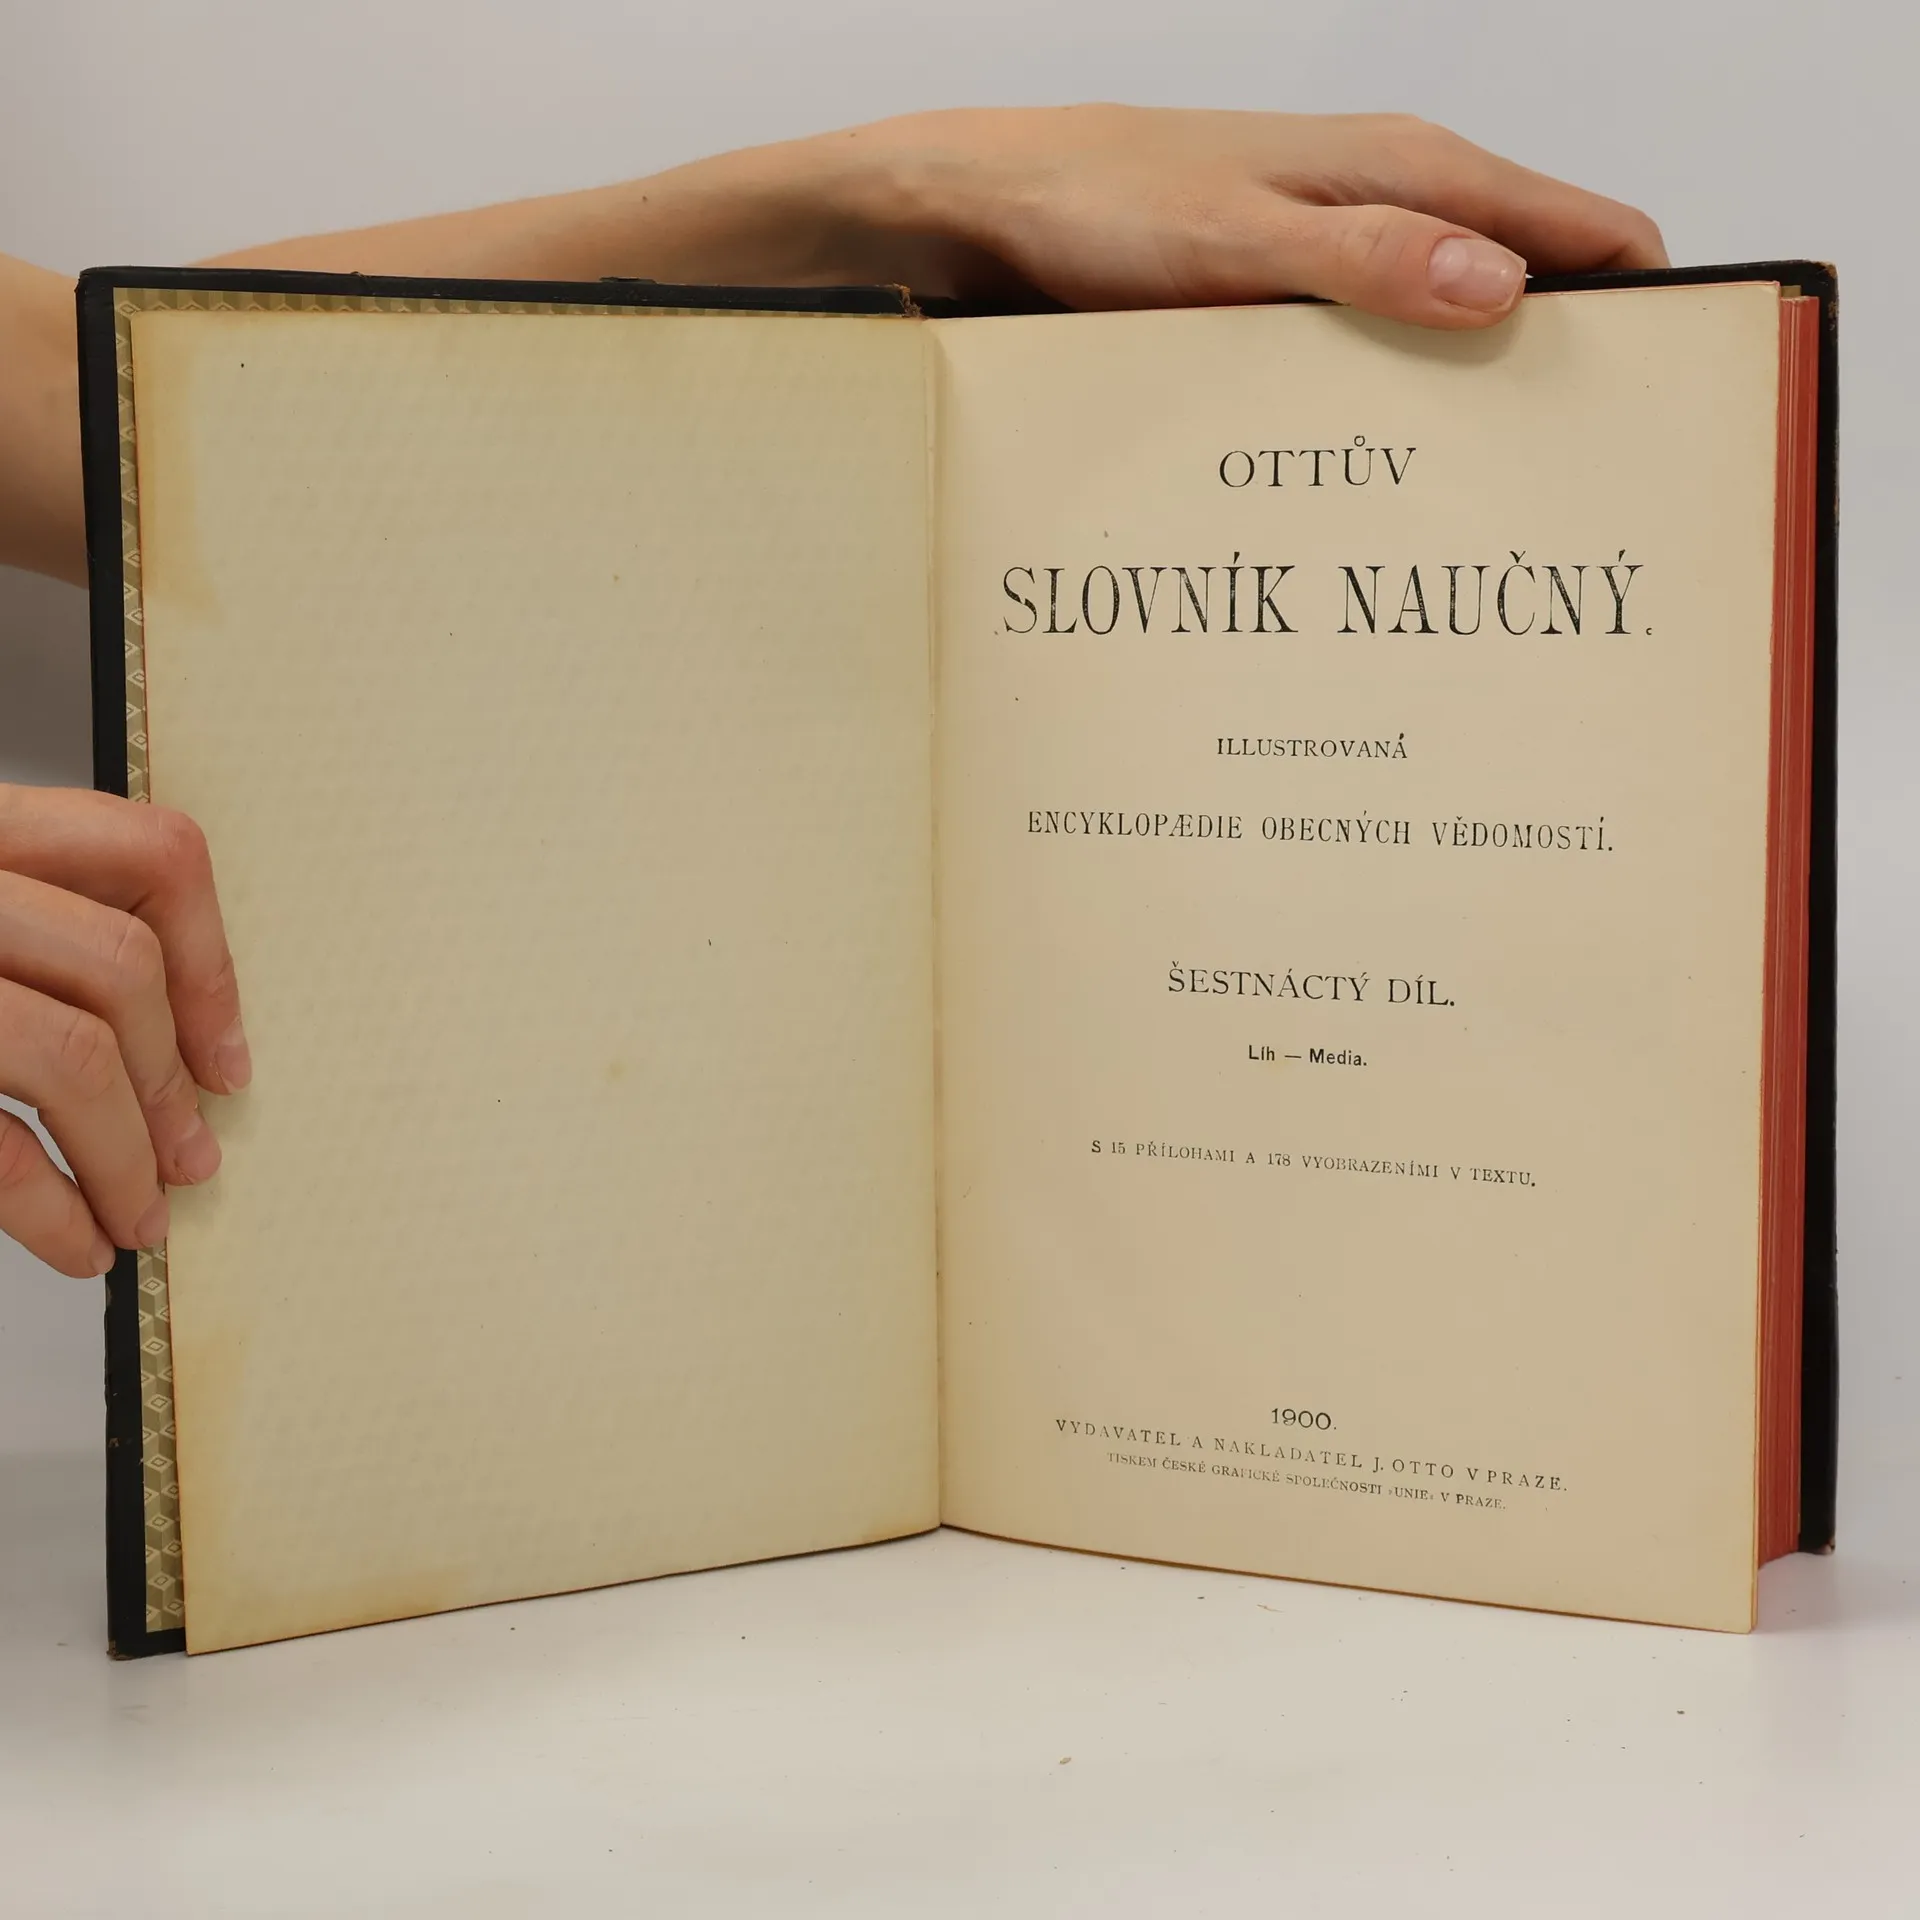 OTTŮV
SLOVNÍK NAUČNÝ.
ILLUSTROVANÁ
ENCYKLOPÆDIE OBECNÝCH VĚDOMOSTÍ.
ŠESTNÁCTÝ DÍL.
Líh — Media.
S 15 PŘÍLOHAMI A 178 VYOBRAZENÍMI V TEXTU.
1900.
VYDAVATEL A NAKLADATEL J. OTTO V PRAZE.
TISKEM ČESKÉ GRAFICKÉ SPOLEČNOSTI »UNIE« V PRAZE.